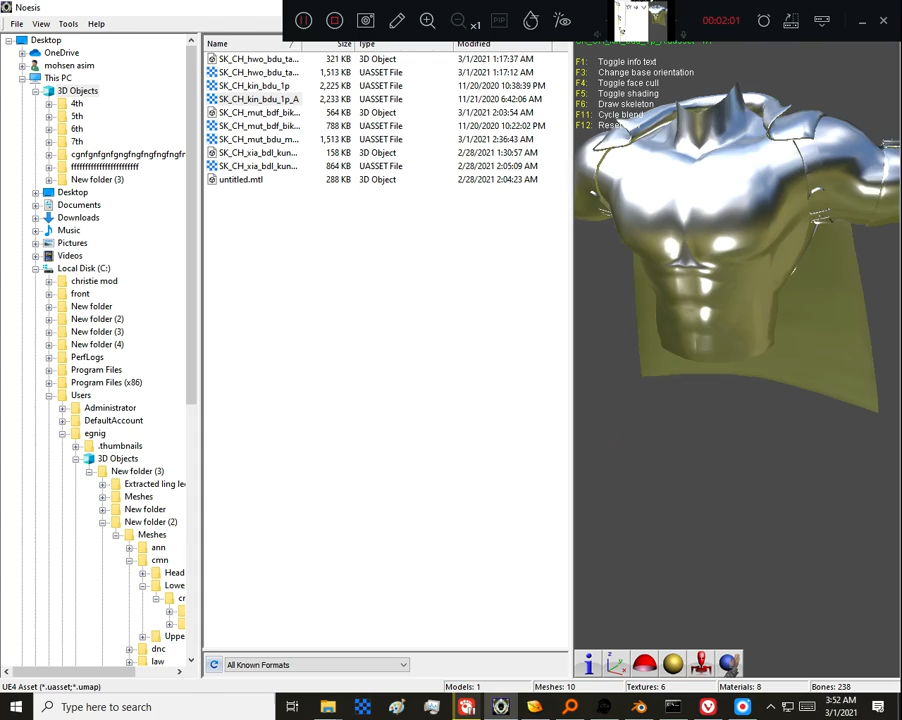 Noesis
File View Tools Help
x1 PIP 00:02:01
Desktop
OneDrive
mohsen asim
This PC
3D Objects
4th
5th
6th
7th
cgnfgnfgnfgngfngfngfngfngfr
ffffffffffffffffffffffff
New folder (3)
Desktop
Documents
Downloads
Music
Pictures
Videos
Local Disk (C:)
christie mod
front
New folder
New folder (2)
New folder (3)
New folder (4)
PerfLogs
Program Files
Program Files (x86)
Users
Administrator
DefaultAccount
egnig
.thumbnails
3D Objects
New folder (3)
Extracted ling le
Meshes
New folder
New folder (2)
Meshes
ann
cmn
Head
Lowe
cr
Uppe
dnc
law
Name Size Type Modified
SK_CH_hwo_bdu_ta... 321 KB 3D Object 3/1/2021 1:17:37 AM
SK_CH_hwo_bdu_ta... 1,513 KB UASSET File 3/1/2021 1:17:12 AM
SK_CH_kin_bdu_1p 2,225 KB UASSET File 11/20/2020 10:38:39 PM
SK_CH_kin_bdu_1p_A 2,233 KB UASSET File 11/21/2020 6:42:06 AM
SK_CH_mut_bdf_bik... 564 KB 3D Object 3/1/2021 2:03:54 AM
SK_CH_mut_bdf_bik... 788 KB UASSET File 11/20/2020 10:22:02 PM
SK_CH_mut_bdu_m... 1,513 KB UASSET File 3/1/2021 2:36:43 AM
SK_CH_xia_bdl_kun... 158 KB 3D Object 2/28/2021 1:30:57 AM
SK_CH_xia_bdl_kun... 864 KB UASSET File 2/28/2021 2:05:09 AM
untitled.mtl 288 KB 3D Object 2/28/2021 2:04:23 AM
F1: Toggle info text
F3: Change base orientation
F4: Toggle face cull
F5: Toggle shading
F6: Draw skeleton
F11: Cycle blend
F12: Rese
All Known Formats
UE4 Asset (*.uasset;*.umap) Models: 1 Meshes: 10 Textures: 6 Materials: 8 Bones: 238
Type here to search
3:52 AM
3/1/2021